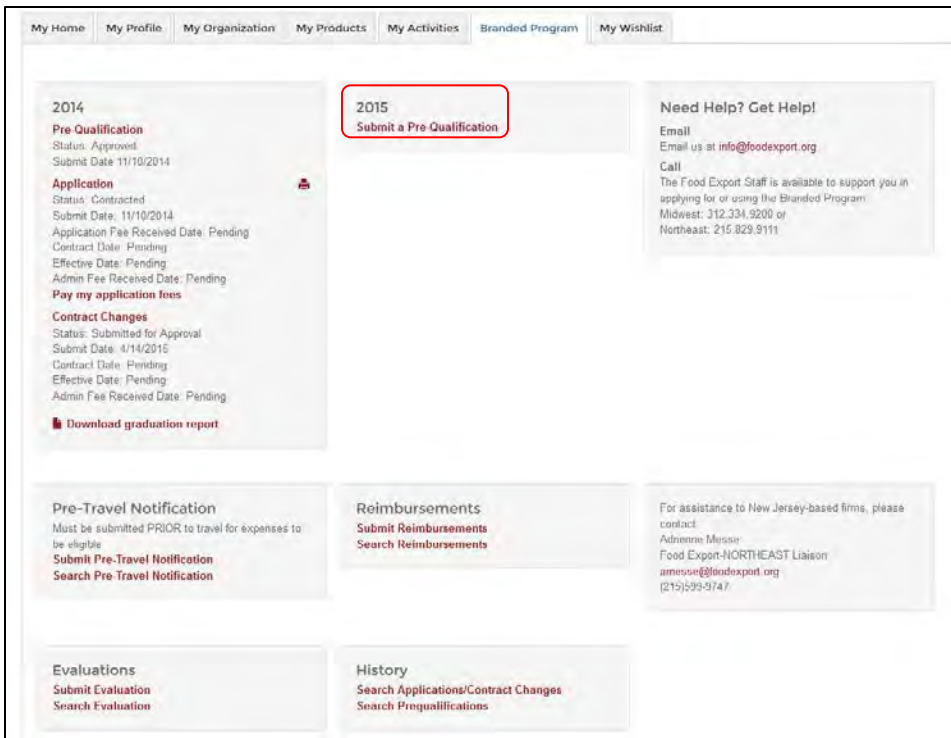 My Home My Profile My Organization My Products My Activities Branded Program My Wishlist
2014
Pre Qualification
Status: Approved
Submit Date 11/10/2014
Application
Status: Contracted
Submit Date: 11/10/2014
Application Fee Received Date: Pending
Contract Date: Pending
Effective Date: Pending
Admin Fee Received Date: Pending
Pay my application fees
Contract Changes
Status: Submitted for Approval
Submit Date: 4/14/2015
Contract Date: Pending
Effective Date: Pending
Admin Fee Received Date: Pending
Download graduation report
2015
Submit a Pre Qualification
Need Help? Get Help!
Email
Email us at info@foodexport.org
Call
The Food Export Staff is available to support you in
applying for or using the Branded Program
Midwest: 312.334.9200 or
Northeast: 215.829.9111
Pre-Travel Notification
Must be submitted PRIOR to travel for expenses to
be eligible
Submit Pre-Travel Notification
Search Pre-Travel Notification
Reimbursements
Submit Reimbursements
Search Reimbursements
For assistance to New Jersey-based firms, please
contact
Adrienne Messe
Food Export-NORTHEAST Liaison
amesse@foodexport.org
(215)599-9747
Evaluations
Submit Evaluation
Search Evaluation
History
Search Applications/Contract Changes
Search Prequalifications